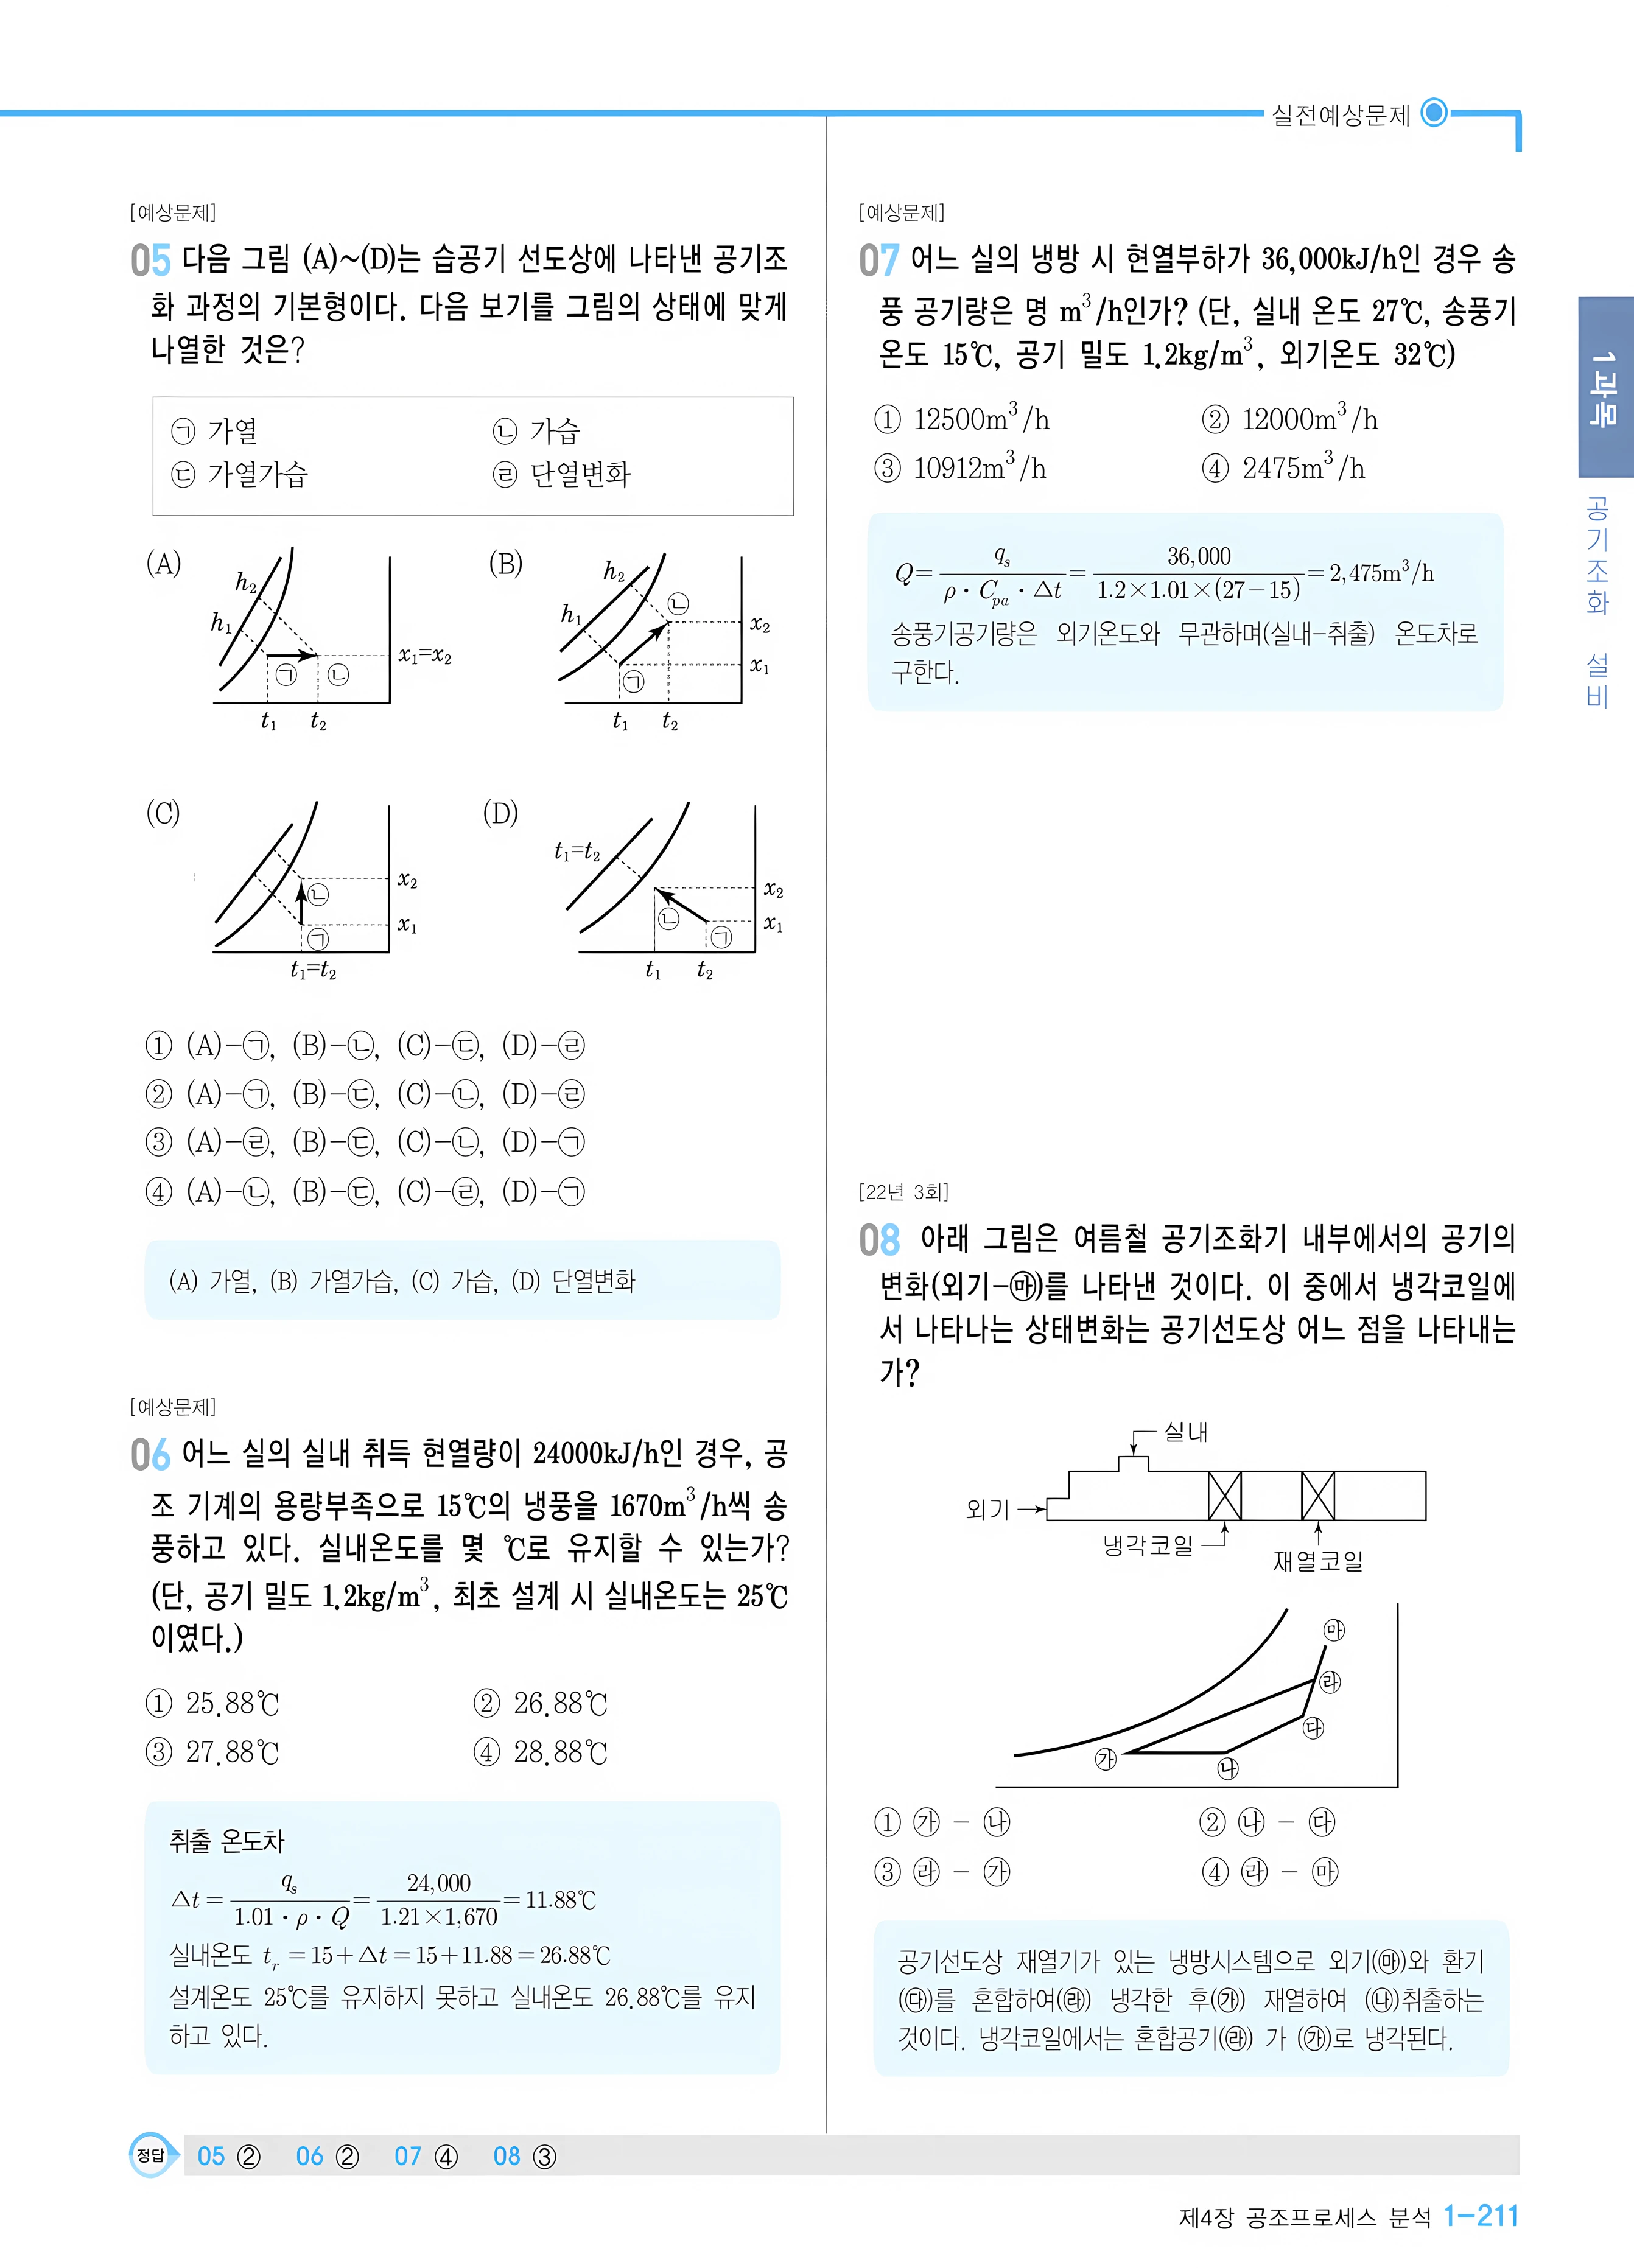 실전예상문제
[예상문제]
05 다음 그림 (A)~(D)는 습공기 선도상에 나타낸 공기조
화 과정의 기본형이다. 다음 보기를 그림의 상태에 맞게
나열한 것은?
㉠ 가열 ㉡ 가습
㉢ 가열가습 ㉣ 단열변화
(A)
h₂
h₁
㉠ ㉡
x₁=x₂
t₁ t₂
(B)
h₂
h₁
㉡
㉠
x₂
x₁
t₁ t₂
(C)
㉡
㉠
x₂
x₁
t₁=t₂
(D)
t₁=t₂
㉡
㉠
x₂
x₁
t₁ t₂
① (A)-㉠, (B)-㉡, (C)-㉢, (D)-㉣
② (A)-㉠, (B)-㉢, (C)-㉡, (D)-㉣
③ (A)-㉣, (B)-㉢, (C)-㉡, (D)-㉠
④ (A)-㉡, (B)-㉢, (C)-㉣, (D)-㉠
(A) 가열, (B) 가열가습, (C) 가습, (D) 단열변화
[예상문제]
06 어느 실의 실내 취득 현열량이 24000kJ/h인 경우, 공
조 기계의 용량부족으로 15℃의 냉풍을 1670m³/h씩 송
풍하고 있다. 실내온도를 몇 ℃로 유지할 수 있는가?
(단, 공기 밀도 1.2kg/m³, 최초 설계 시 실내온도는 25℃
이였다.)
① 25.88℃ ② 26.88℃
③ 27.88℃ ④ 28.88℃
취출 온도차
Δt = qₛ / (1.01 · ρ · Q) = 24,000 / (1.21×1,670) = 11.88℃
실내온도 tᵣ = 15+Δt = 15+11.88 = 26.88℃
설계온도 25℃를 유지하지 못하고 실내온도 26.88℃를 유지
하고 있다.
[예상문제]
07 어느 실의 냉방 시 현열부하가 36,000kJ/h인 경우 송
풍 공기량은 명 m³/h인가? (단, 실내 온도 27℃, 송풍기
온도 15℃, 공기 밀도 1.2kg/m³, 외기온도 32℃)
① 12500m³/h ② 12000m³/h
③ 10912m³/h ④ 2475m³/h
Q = qₛ / (ρ · C_pa · Δt) = 36,000 / (1.2×1.01×(27-15)) = 2,475m³/h
송풍기공기량은 외기온도와 무관하며(실내-취출) 온도차로
구한다.
[22년 3회]
08 아래 그림은 여름철 공기조화기 내부에서의 공기의
변화(외기-㉲)를 나타낸 것이다. 이 중에서 냉각코일에
서 나타나는 상태변화는 공기선도상 어느 점을 나타내는
가?
실내
외기
냉각코일
재열코일
㉲
㉱
㉰
㉮
㉯
① ㉮ - ㉯ ② ㉯ - ㉰
③ ㉱ - ㉮ ④ ㉱ - ㉲
공기선도상 재열기가 있는 냉방시스템으로 외기(㉲)와 환기
(㉰)를 혼합하여(㉱) 냉각한 후(㉮) 재열하여 (㉯)취출하는
것이다. 냉각코일에서는 혼합공기(㉱) 가 (㉮)로 냉각된다.
1과목
공기조화 설비
정답 05 ② 06 ② 07 ④ 08 ③
제4장 공조프로세스 분석 1-211